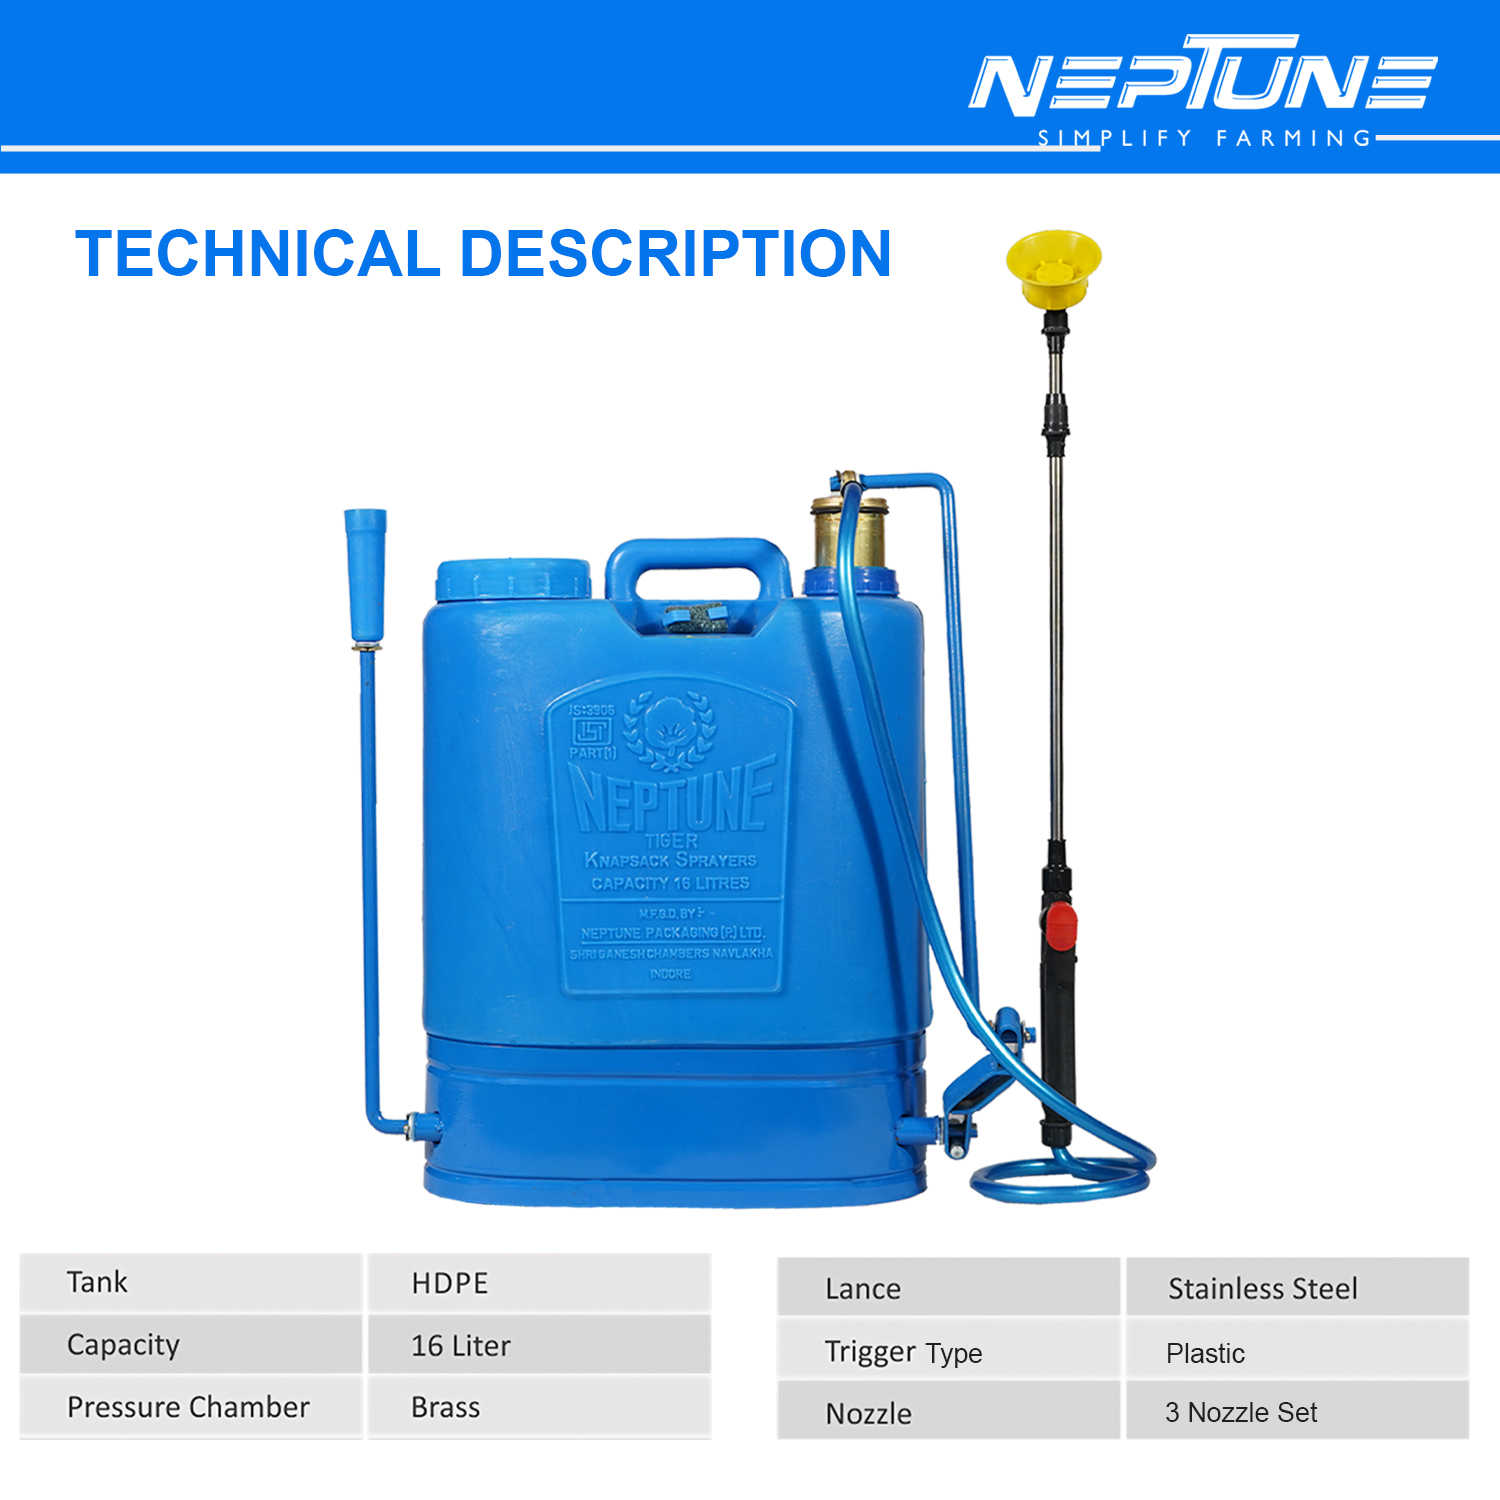 NEPTUNE
SIMPLIFY FARMING
TECHNICAL DESCRIPTION
IS:3906
ISI
PART(1)
NEPTUNE
TIGER
KNAPSACK SPRAYERS
CAPACITY 16 LITRES
M.F.G.D. BY :-
NEPTUNE PACKAGING (P.) LTD.
SHRI GANESH CHAMBERS NAVLAKHA
INDORE
Tank HDPE
Capacity 16 Liter
Pressure Chamber Brass
Lance Stainless Steel
Trigger Type Plastic
Nozzle 3 Nozzle Set